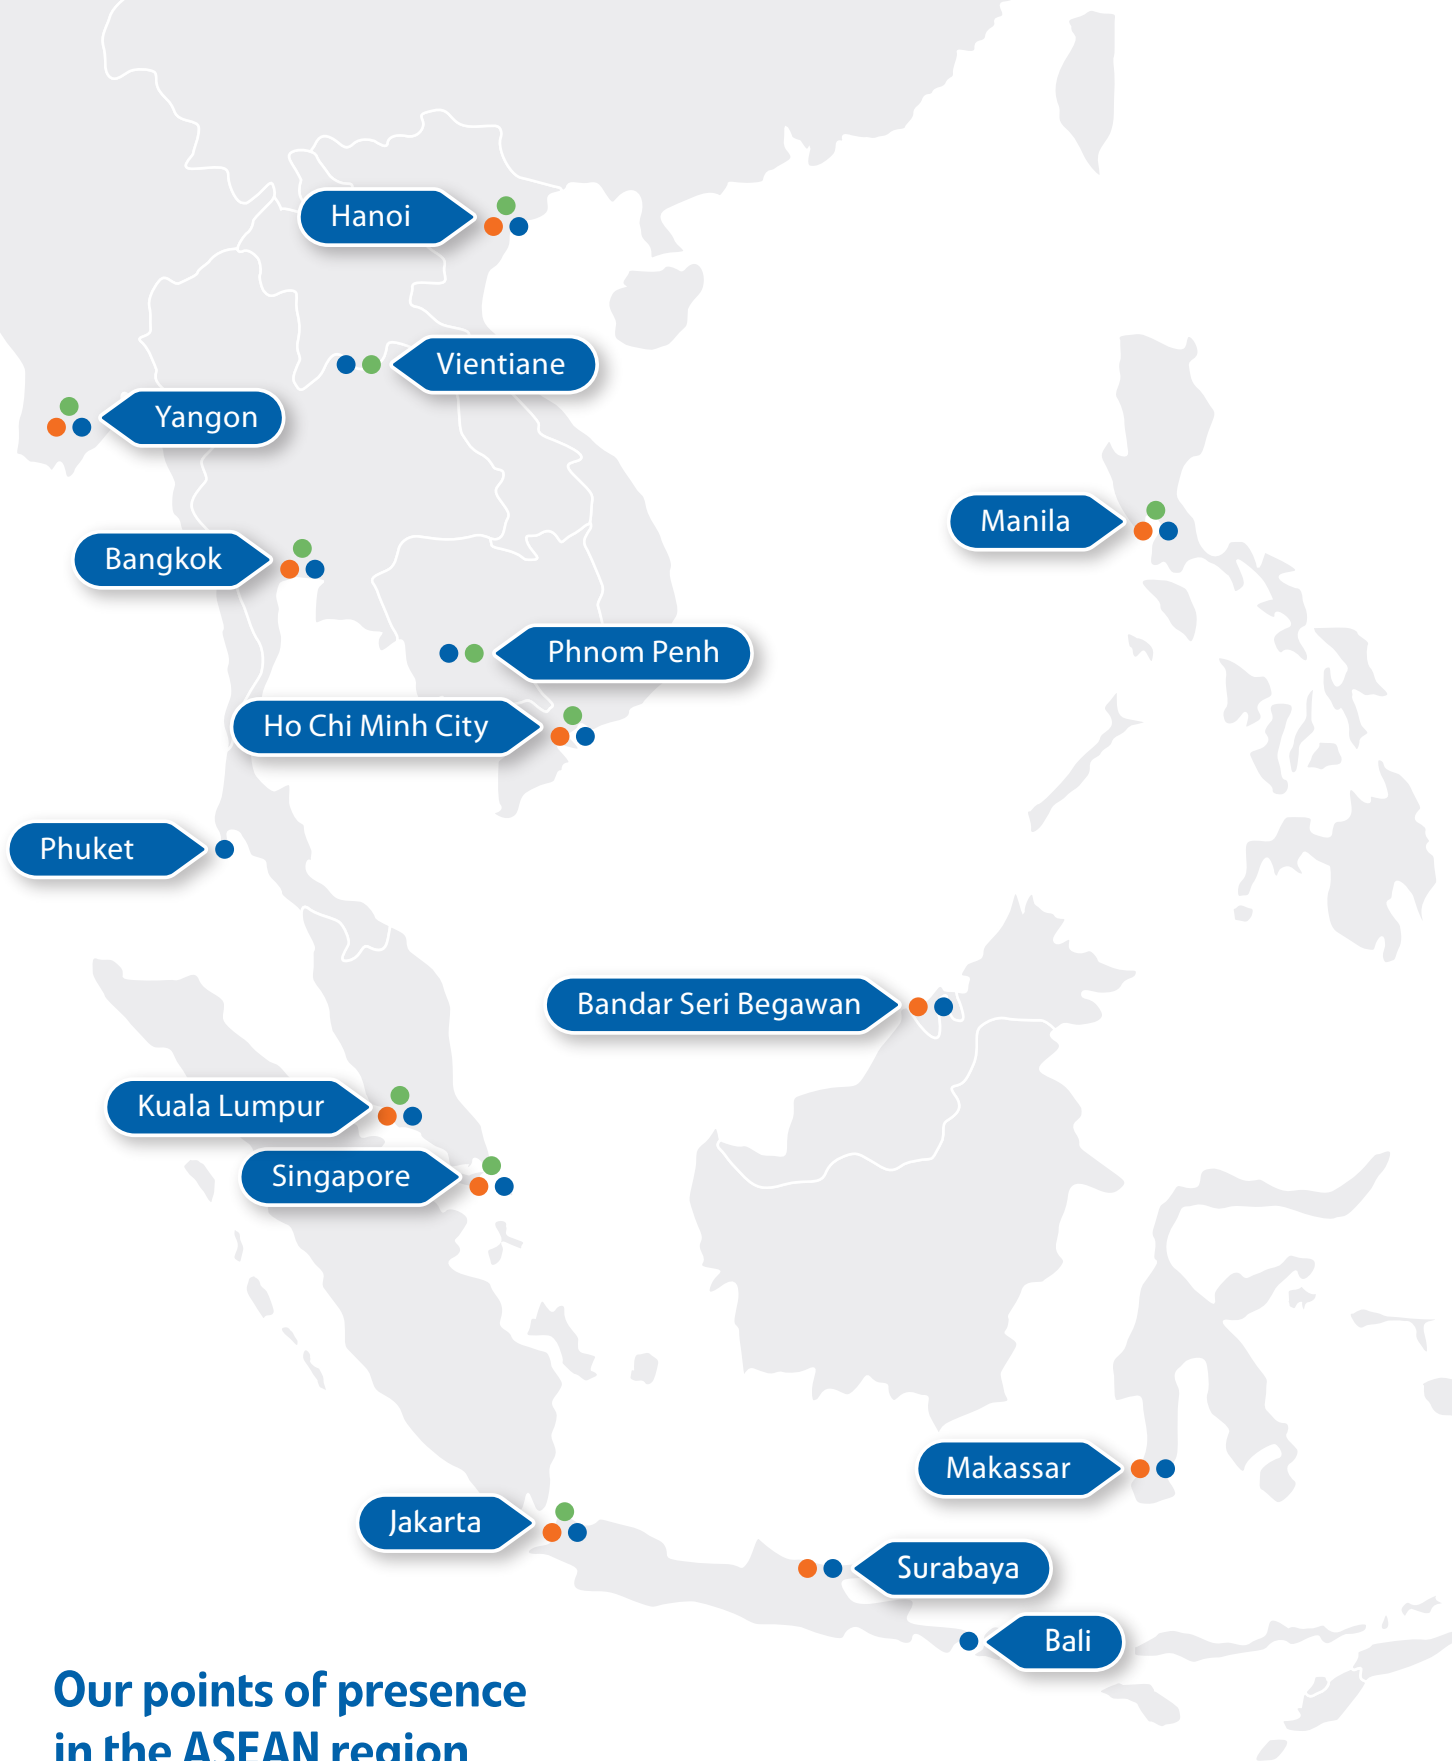 Hanoi
Vientiane
Yangon
Manila
Bangkok
Phnom Penh
Ho Chi Minh City
Phuket
Bandar Seri Begawan
Kuala Lumpur
Singapore
Makassar
Jakarta
Surabaya
Bali
Our points of presence
in the ASEAN region